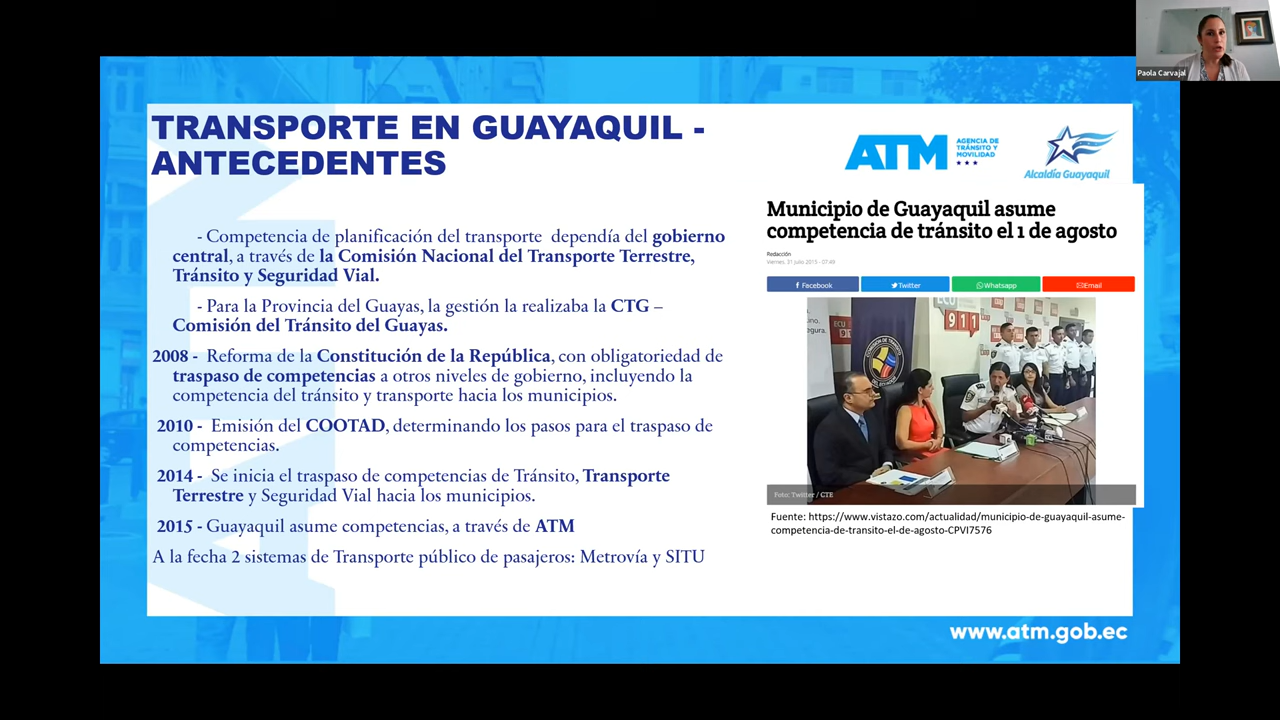 Paola Carvajal
TRANSPORTE EN GUAYAQUIL -
ANTECEDENTES
ATM
AGENCIA DE
TRÁNSITO Y
MOVILIDAD
Alcaldía Guayaquil
- Competencia de planificación del transporte dependía del gobierno
central, a través de la Comisión Nacional del Transporte Terrestre,
Tránsito y Seguridad Vial.
- Para la Provincia del Guayas, la gestión la realizaba la CTG –
Comisión del Tránsito del Guayas.
2008 - Reforma de la Constitución de la República, con obligatoriedad de
traspaso de competencias a otros niveles de gobierno, incluyendo la
competencia del tránsito y transporte hacia los municipios.
2010 - Emisión del COOTAD, determinando los pasos para el traspaso de
competencias.
2014 - Se inicia el traspaso de competencias de Tránsito, Transporte
Terrestre y Seguridad Vial hacia los municipios.
2015 - Guayaquil asume competencias, a través de ATM
A la fecha 2 sistemas de Transporte público de pasajeros: Metrovía y SITU
Municipio de Guayaquil asume
competencia de tránsito el 1 de agosto
Redacción
Viernes, 31 Julio 2015 - 07:49
Facebook
Twitter
Whatsapp
Email
ECU
911
Foto: Twitter / CTE
Fuente: https://www.vistazo.com/actualidad/municipio-de-guayaquil-asume-
competencia-de-transito-el-de-agosto-CPVI7576
www.atm.gob.ec